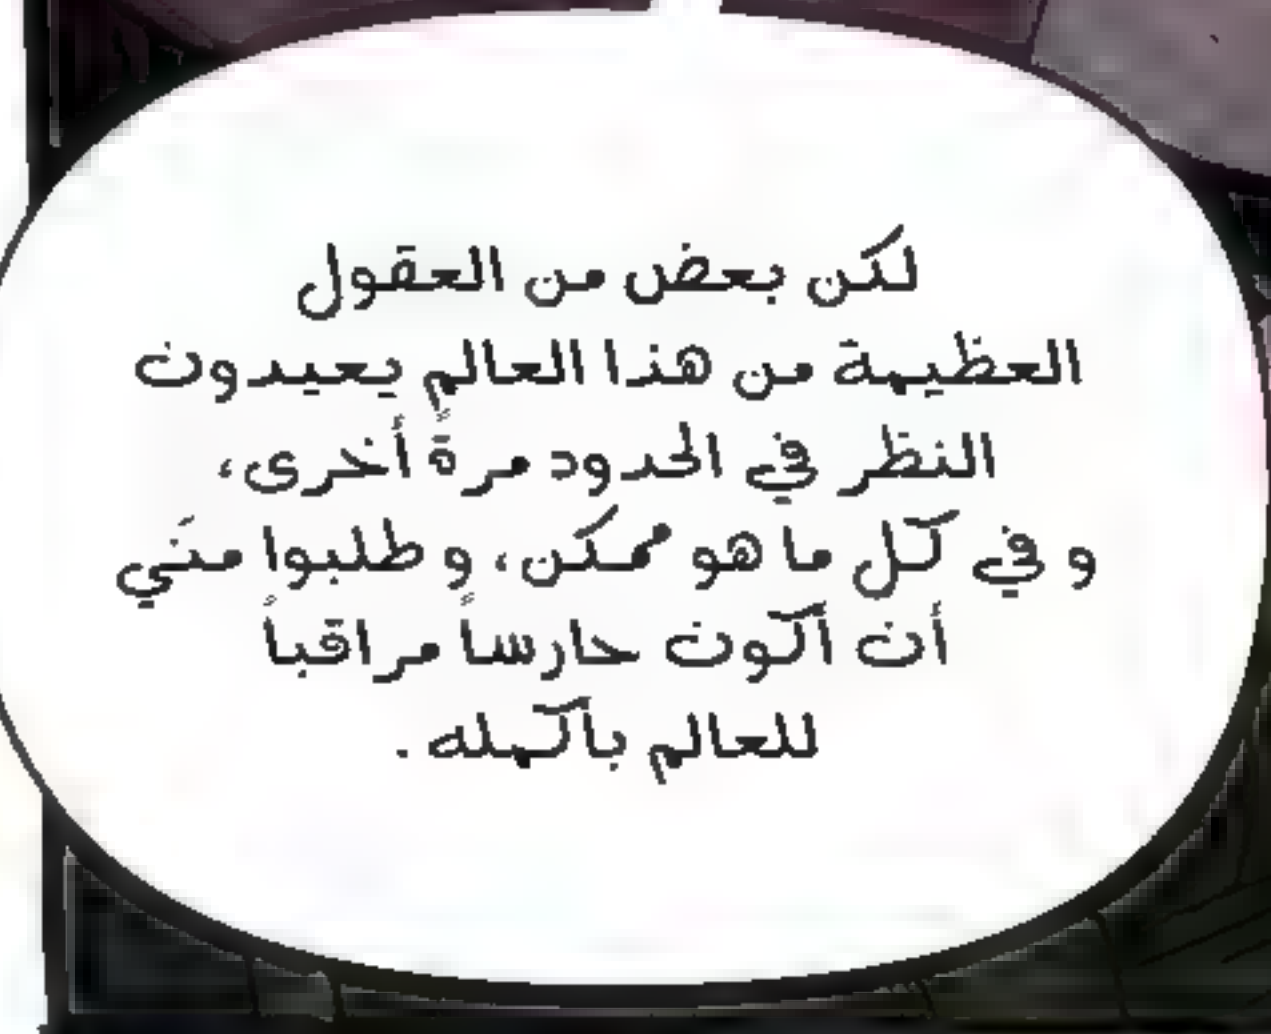 لكن بعض من العقول
العظيمة من هذا العالم يعيدون
النظر في الحدود مرةً أخرى،
و في كل ما هو ممكن، و طلبوا منَي
أن أكون حارساً مراقباً
للعالم بأكمله .